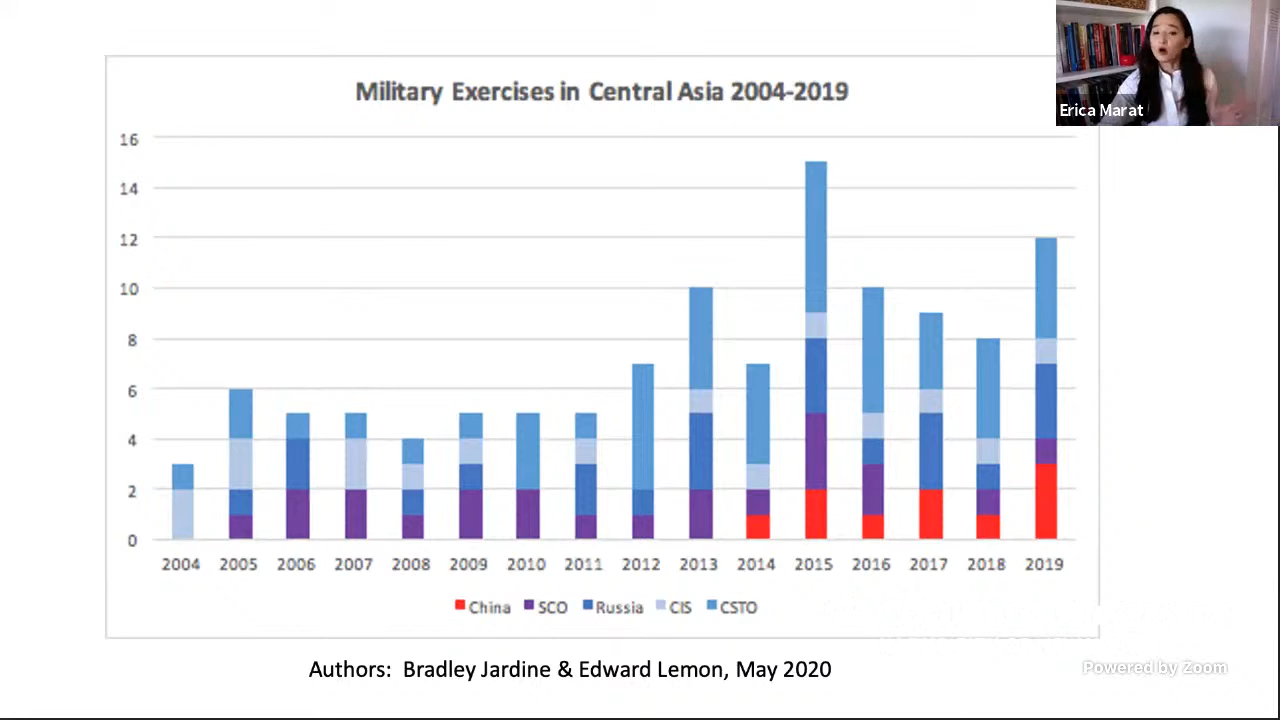 Military Exercises in Central Asia 2004-2019
Erica Marat
16
14
12
10
8
6
4
2
0
2004 2005 2006 2007 2008 2009 2010 2011 2012 2013 2014 2015 2016 2017 2018 2019
China SCO Russia CIS CSTO
Authors: Bradley Jardine & Edward Lemon, May 2020
Powered by Zoom